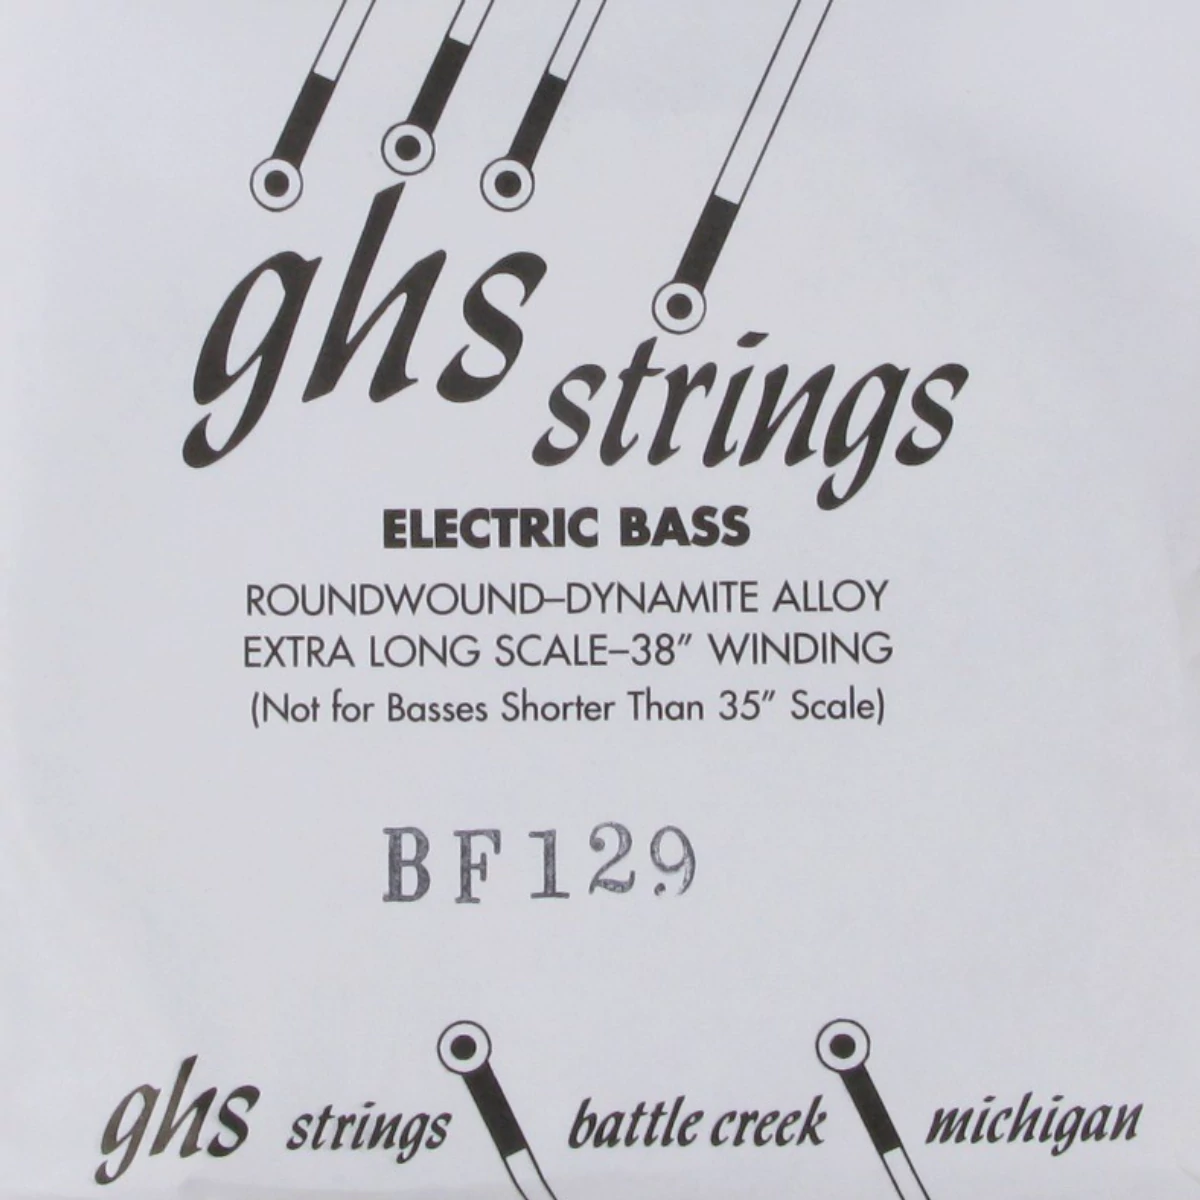 ghs strings
ELECTRIC BASS
ROUNDWOUND–DYNAMITE ALLOY
EXTRA LONG SCALE–38″ WINDING
(Not for Basses Shorter Than 35″ Scale)
BF129
ghs strings battle creek michigan